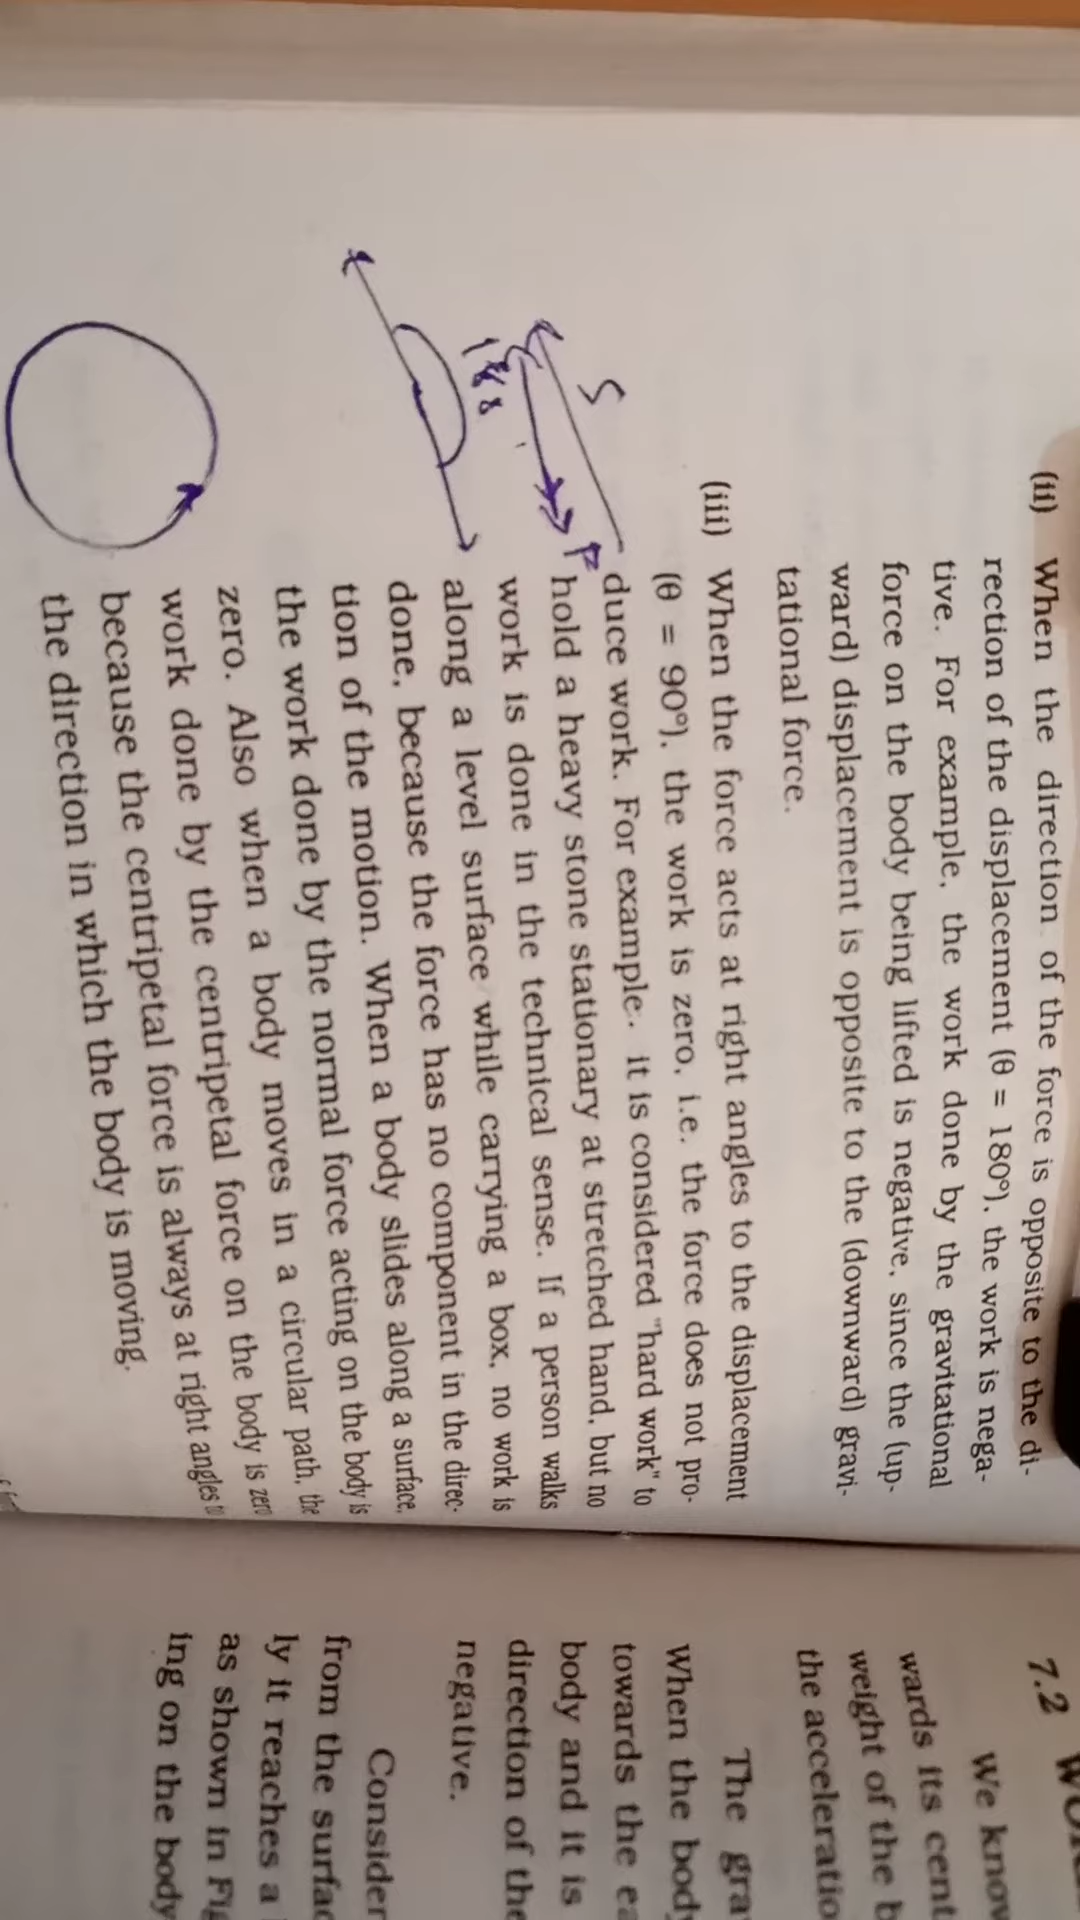 (ii) When the direction of the force is opposite to the di-
rection of the displacement (θ = 180°), the work is nega-
tive. For example, the work done by the gravitational
force on the body being lifted is negative, since the (up-
ward) displacement is opposite to the (downward) gravi-
tational force.
(iii) When the force acts at right angles to the displacement
(θ = 90°), the work is zero, i.e. the force does not pro-
duce work. For example. it is considered "hard work" to
hold a heavy stone stationary at stretched hand, but no
work is done in the technical sense. If a person walks
along a level surface while carrying a box, no work is
done, because the force has no component in the direc-
tion of the motion. When a body slides along a surface,
the work done by the normal force acting on the body is
zero. Also when a body moves in a circular path, the
work done by the centripetal force on the body is zero
because the centripetal force is always at right angles to
the direction in which the body is moving.
S
F
7.2
We know
wards its cent
weight of the b
the acceleratio
The gra
When the body
towards the ea
body and it is
direction of the
negative.
Consider
from the surfac
ly it reaches a
as shown in Fig
ing on the body